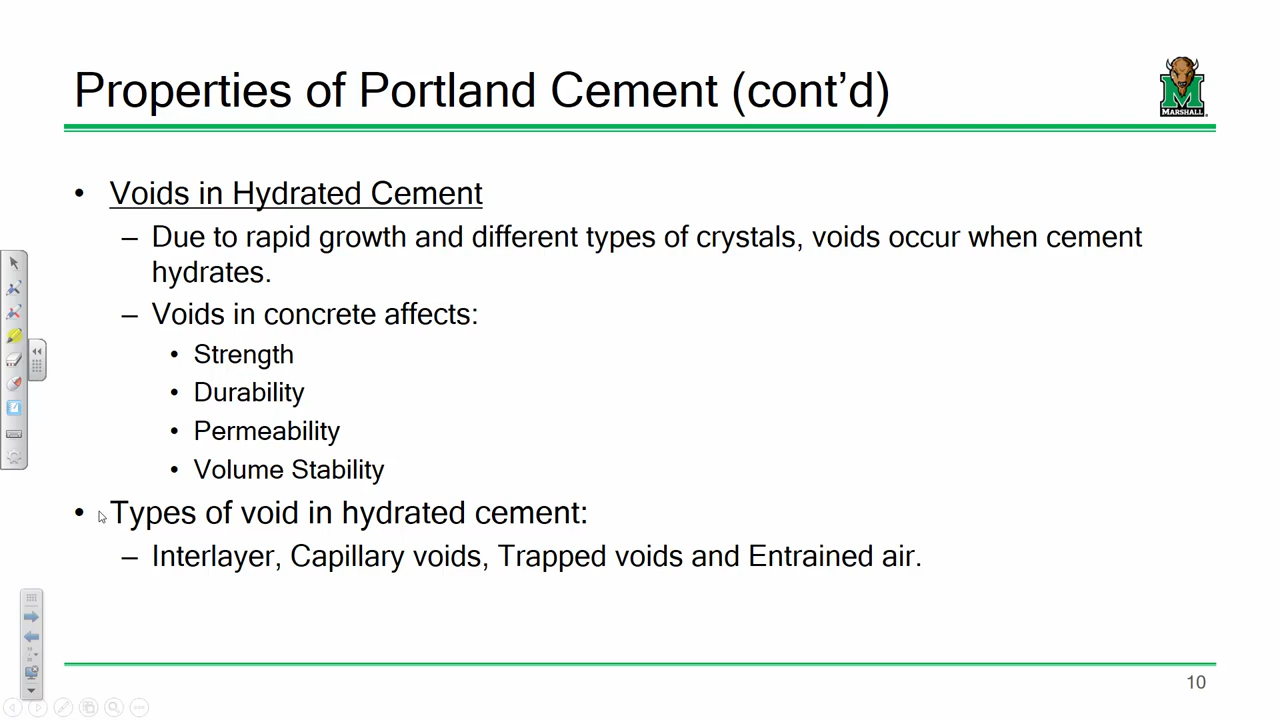 Properties of Portland Cement (cont’d)
MARSHALL
• Voids in Hydrated Cement
– Due to rapid growth and different types of crystals, voids occur when cement
hydrates.
– Voids in concrete affects:
• Strength
• Durability
• Permeability
• Volume Stability
• Types of void in hydrated cement:
– Interlayer, Capillary voids, Trapped voids and Entrained air.
10